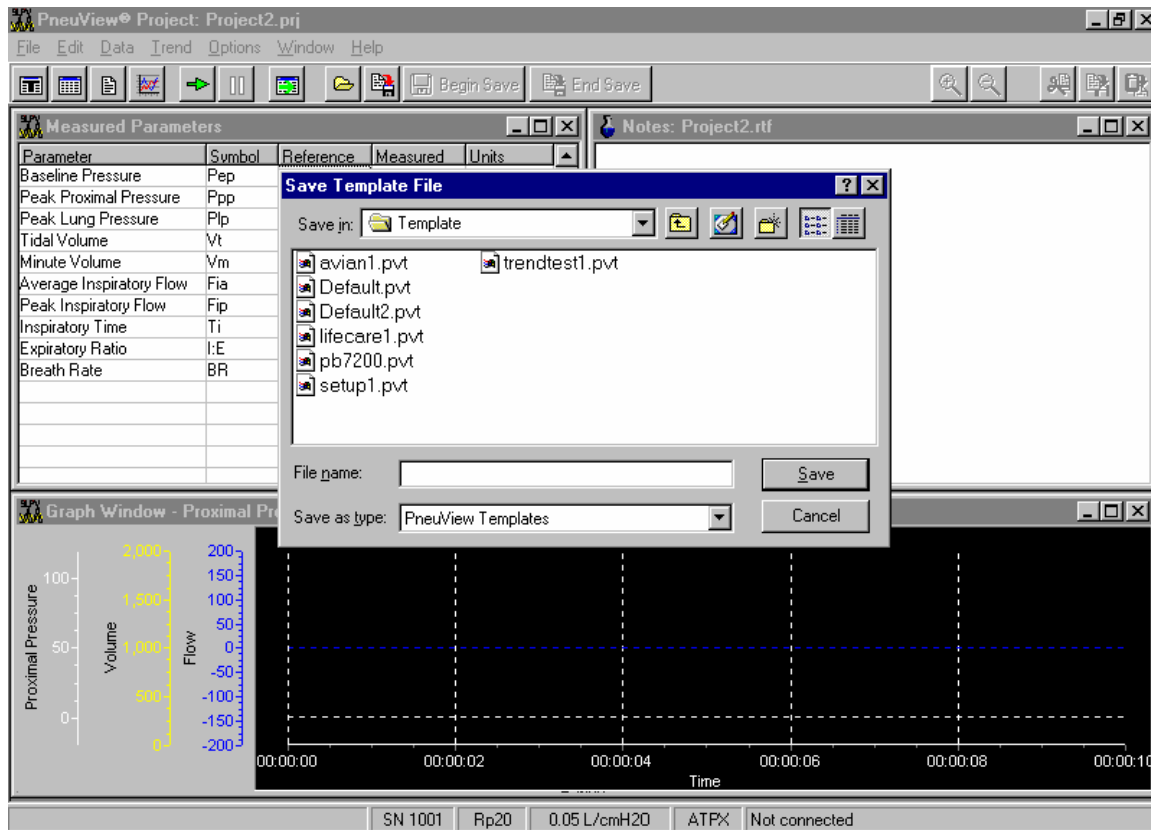 PneuView® Project: Project2.prj
File Edit Data Trend Options Window Help
Begin Save End Save
Measured Parameters
Parameter Symbol Reference Measured Units
Baseline Pressure Pep
Peak Proximal Pressure Ppp
Peak Lung Pressure Plp
Tidal Volume Vt
Minute Volume Vm
Average Inspiratory Flow Fia
Peak Inspiratory Flow Fip
Inspiratory Time Ti
Expiratory Ratio I:E
Breath Rate BR
Notes: Project2.rtf
Save Template File
Save in: Template
avian1.pvt
Default.pvt
Default2.pvt
lifecare1.pvt
pb7200.pvt
setup1.pvt
trendtest1.pvt
File name:
Save
Save as type: PneuView Templates
Cancel
Graph Window - Proximal Pr
Proximal Pressure
100
50
0
Volume
2,000
1,500
1,000
500
0
Flow
200
150
100
50
0
-50
-100
-150
-200
00:00:00 00:00:02 00:00:04 00:00:06 00:00:08 00:00:10
Time
SN 1001 Rp20 0.05 L/cmH2O ATPX Not connected